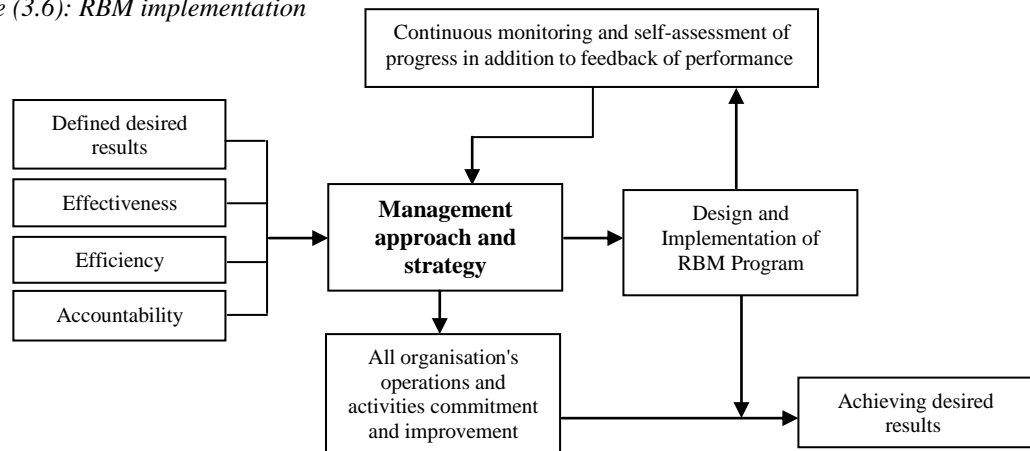 e (3.6): RBM implementation
Continuous monitoring and self-assessment of
progress in addition to feedback of performance
Defined desired
results
Effectiveness
Efficiency
Accountability
Management
approach and
strategy
Design and
Implementation of
RBM Program
All organisation's
operations and
activities commitment
and improvement
Achieving desired
results